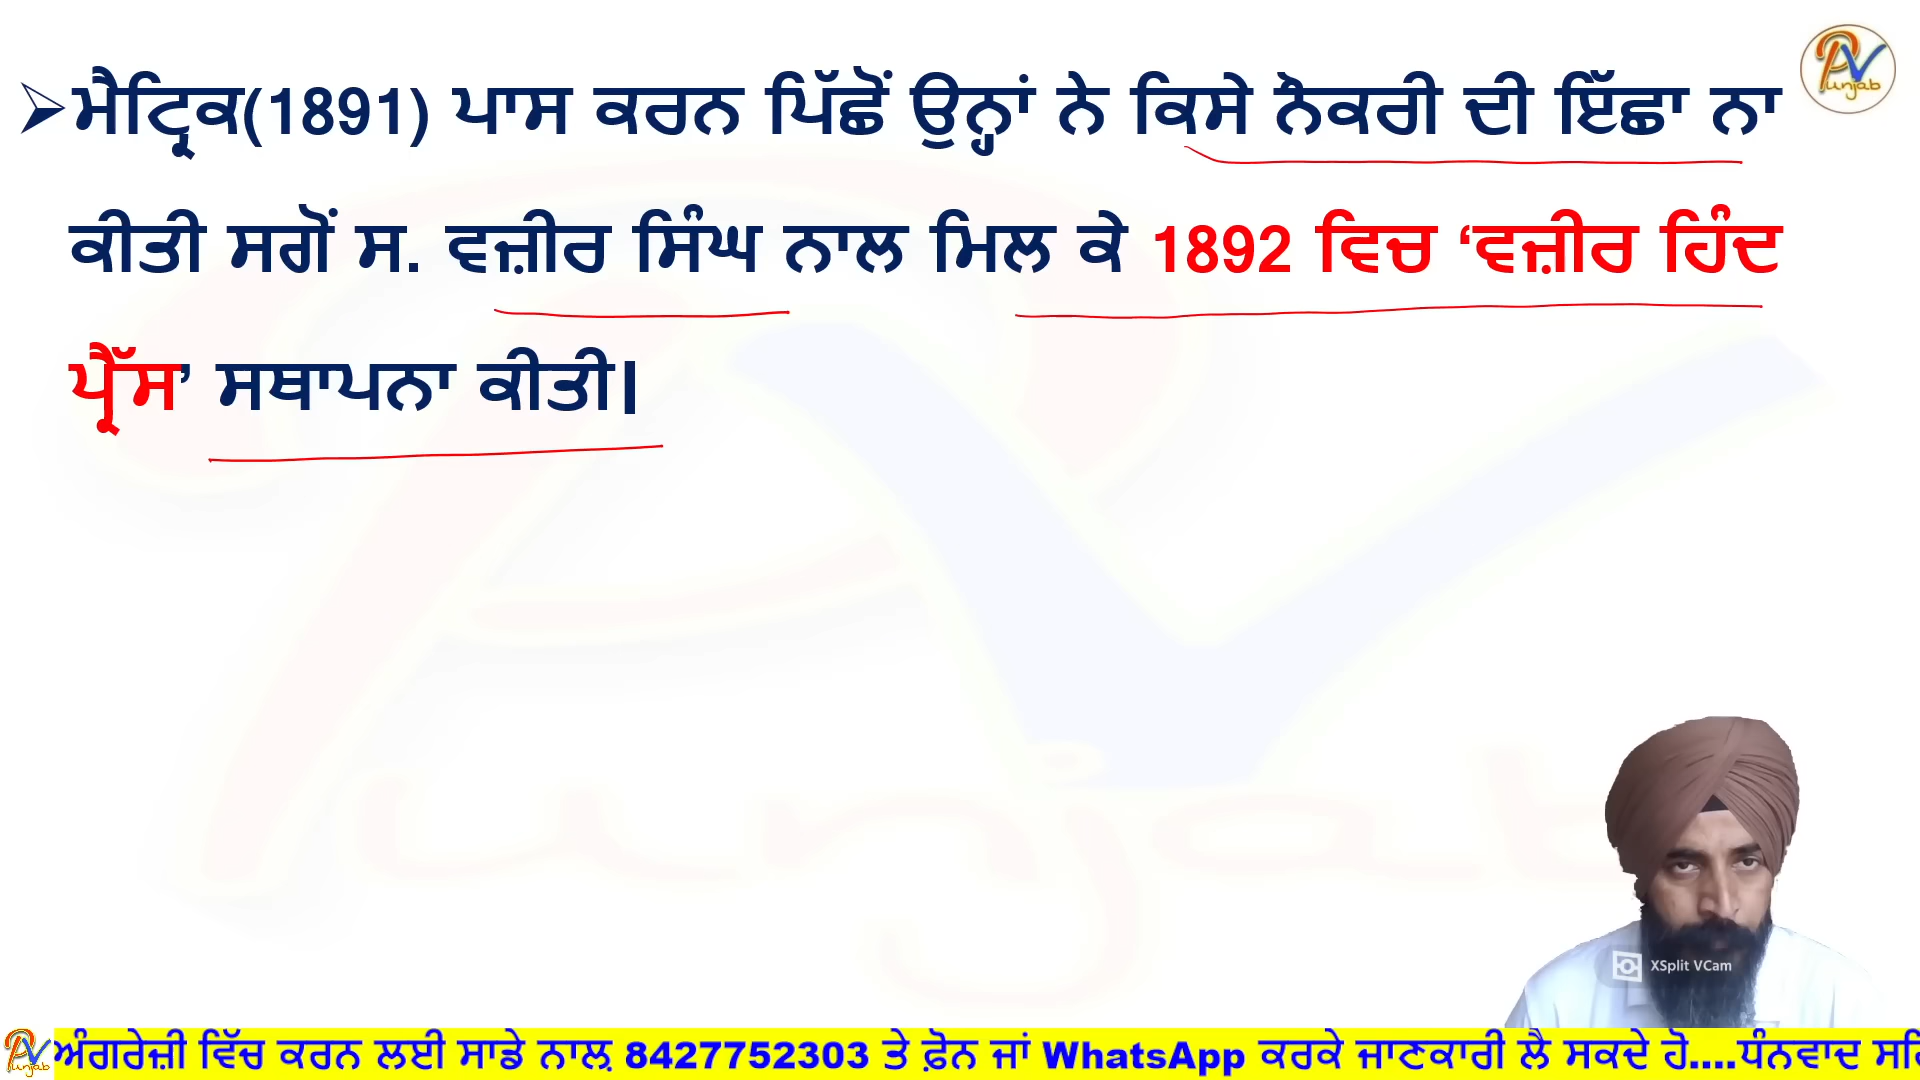 ➢ਮੈਟ੍ਰਿਕ(1891) ਪਾਸ ਕਰਨ ਪਿੱਛੋਂ ਉਨ੍ਹਾਂ ਨੇ ਕਿਸੇ ਨੌਕਰੀ ਦੀ ਇੱਛਾ ਨਾ
ਕੀਤੀ ਸਗੋਂ ਸ. ਵਜ਼ੀਰ ਸਿੰਘ ਨਾਲ ਮਿਲ ਕੇ 1892 ਵਿਚ ‘ਵਜ਼ੀਰ ਹਿੰਦ
ਪ੍ਰੈੱਸ’ ਸਥਾਪਨਾ ਕੀਤੀ।
Punjab
XSplit VCam
ਅੰਗਰੇਜ਼ੀ ਵਿੱਚ ਕਰਨ ਲਈ ਸਾਡੇ ਨਾਲ਼ 8427752303 ਤੇ ਫ਼ੋਨ ਜਾਂ WhatsApp ਕਰਕੇ ਜਾਣਕਾਰੀ ਲੈ ਸਕਦੇ ਹੋ....ਧੰਨਵਾਦ